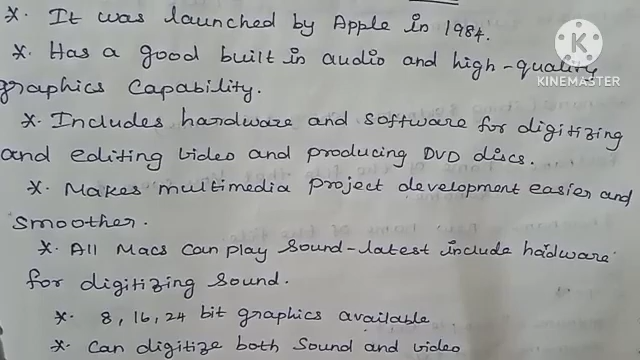 *. It was launched by Apple in 1984.
*. Has a good built in audio and high-quality
graphics capability.
*. Includes hardware and software for digitizing
and editing video and producing DVD discs.
*. Makes multimedia project development easier and
smoother.
*. All Macs can play sound-latest include hadware
for digitizing sound.
*. 8, 16, 24 bit graphics available
*. Can digitize both sound and video
K
KINEMASTER